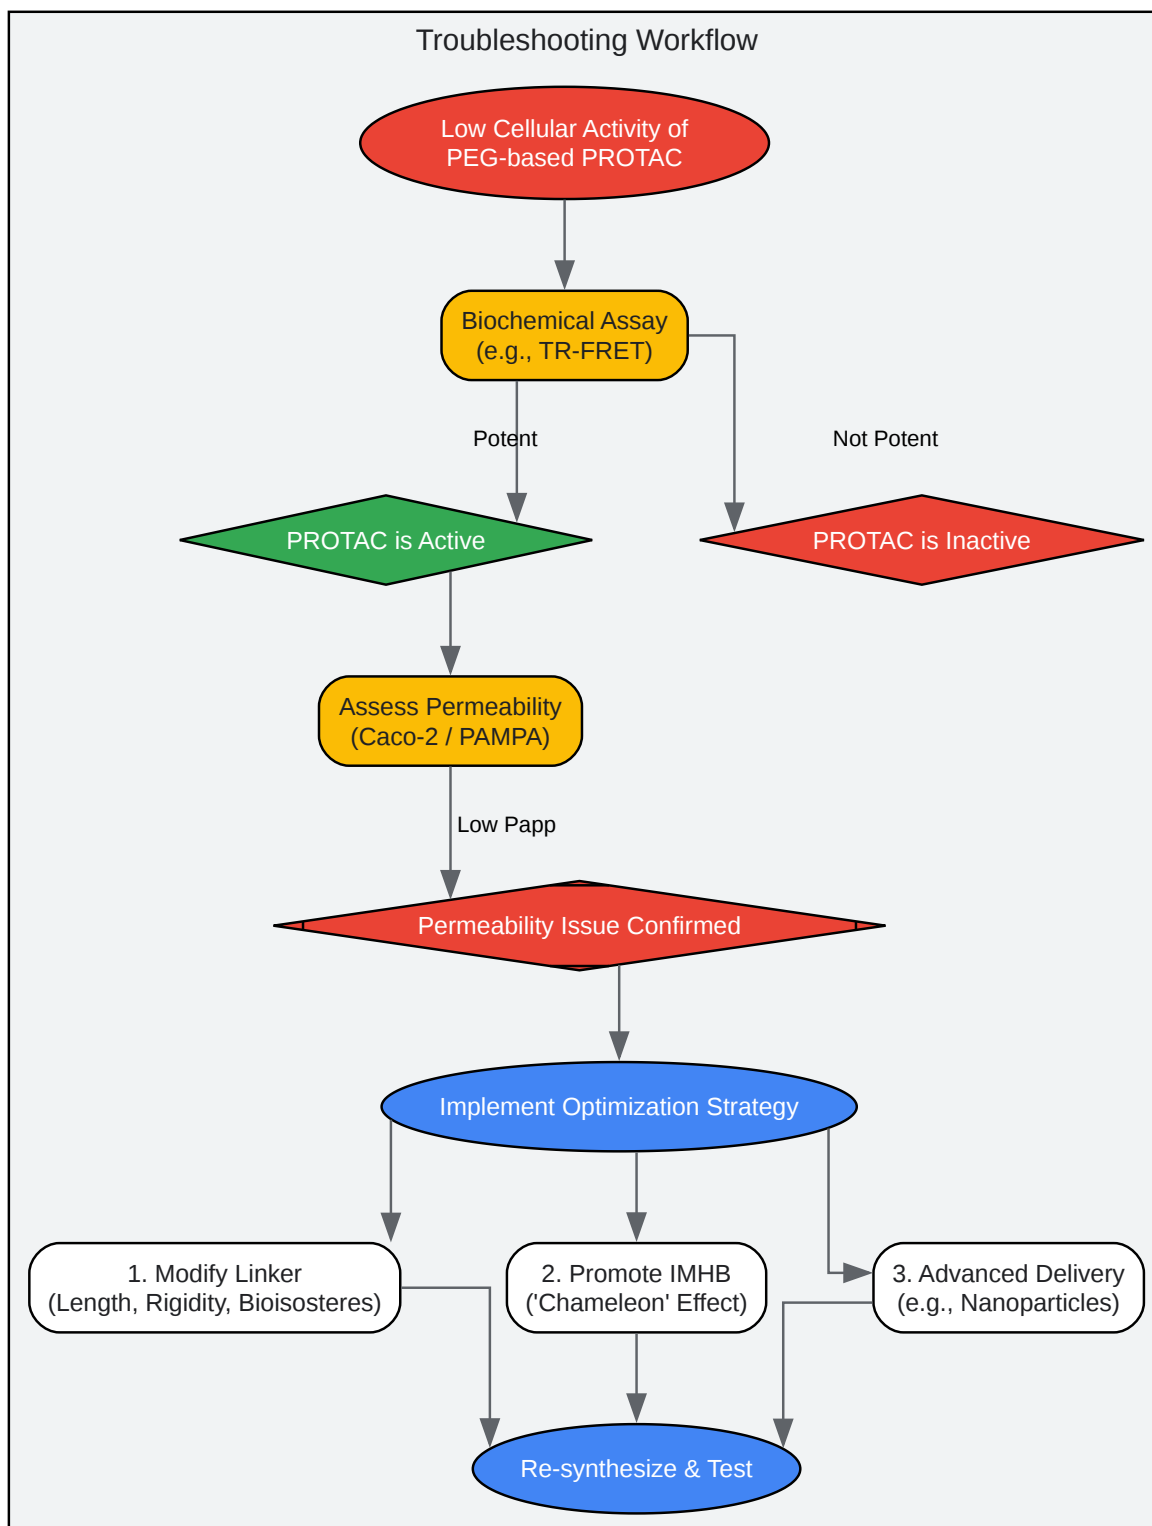 Troubleshooting Workflow
Low Cellular Activity of
PEG-based PROTAC
Biochemical Assay
(e.g., TR-FRET)
Potent
Not Potent
PROTAC is Active
PROTAC is Inactive
Assess Permeability
(Caco-2 / PAMPA)
Low Papp
Permeability Issue Confirmed
Implement Optimization Strategy
1. Modify Linker
(Length, Rigidity, Bioisosteres)
2. Promote IMHB
('Chameleon' Effect)
3. Advanced Delivery
(e.g., Nanoparticles)
Re-synthesize & Test